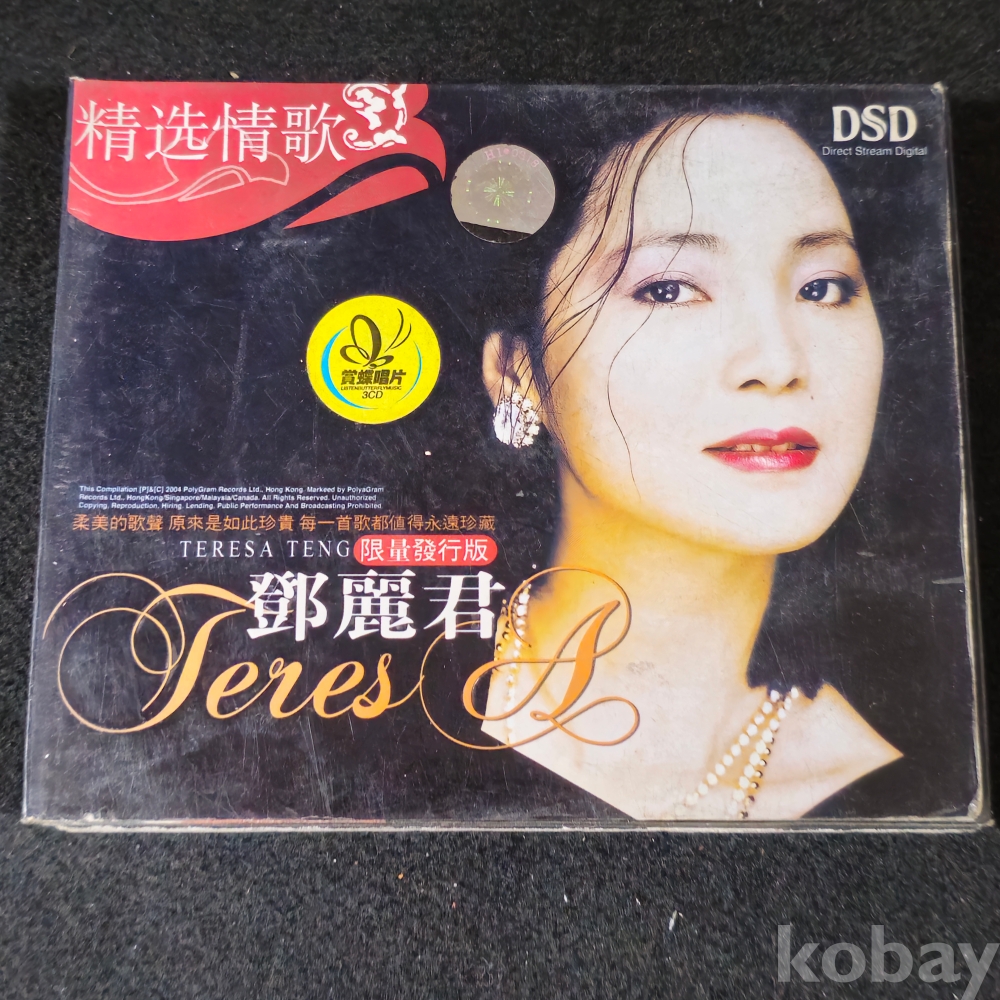 精选情歌
DSD
Direct Stream Digital
賞蝶唱片
LISTENBUTTERFLYMUSIC
3CD
This Compilation [P]&[C] 2004 PolyGram Records Ltd., Hong Kong. Markeed by PolyaGram
Records Ltd., HongKong/Singapore/Malaysia/Canada. All Rights Reserved. Unauthorized
Copying, Reproduction, Hiring. Lending, Public Performance And Broadcasting Prohibited
柔美的歌聲 原來是如此珍貴 每一首歌都値得永遠珍藏
TERESA TENG 限量發行版
鄧麗君
TeresA
kobay